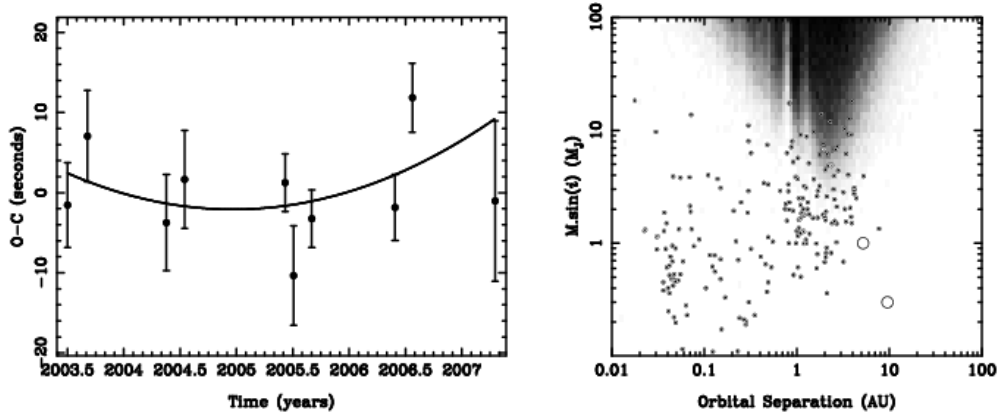 20
10
0
-10
-20
O-C (seconds)
2003.5 2004 2004.5 2005 2005.5 2006 2006.5 2007
Time (years)
100
10
1
M.sin(i) (MJ)
0.01 0.1 1 10 100
Orbital Separation (AU)